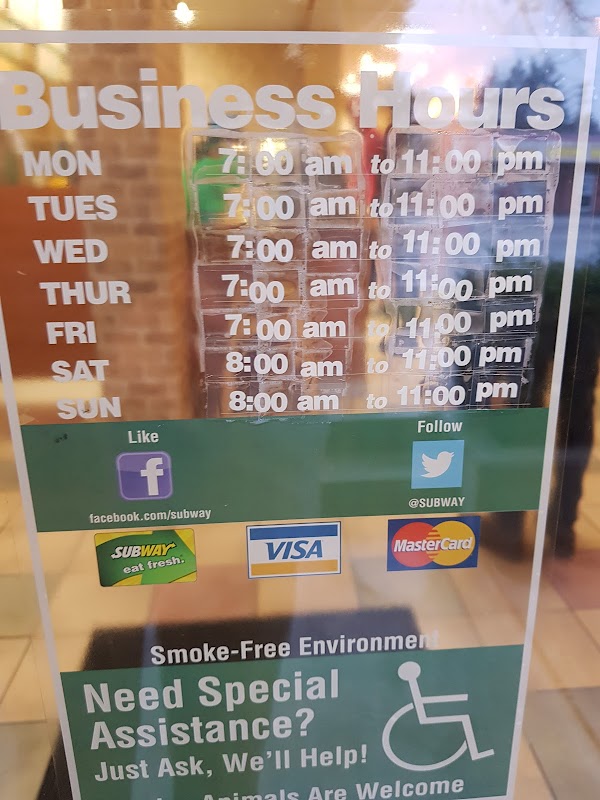 Business Hours
MON 7:00 am to 11:00 pm
TUES 7:00 am to 11:00 pm
WED 7:00 am to 11:00 pm
THUR 7:00 am to 11:00 pm
FRI 7:00 am to 11:00 pm
SAT 8:00 am to 11:00 pm
SUN 8:00 am to 11:00 pm
Like Follow
f
facebook.com/subway @SUBWAY
SUBWAY VISA MasterCard
eat fresh.
Smoke-Free Environment
Need Special
Assistance?
Just Ask, We'll Help!
Animals Are Welcome